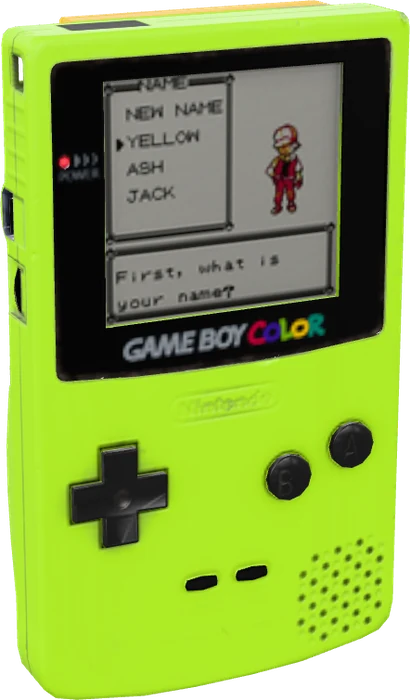 NAME
NEW NAME
YELLOW
ASH
JACK
POWER
First, what is
your name?
GAME BOY COLOR
Nintendo
B
A